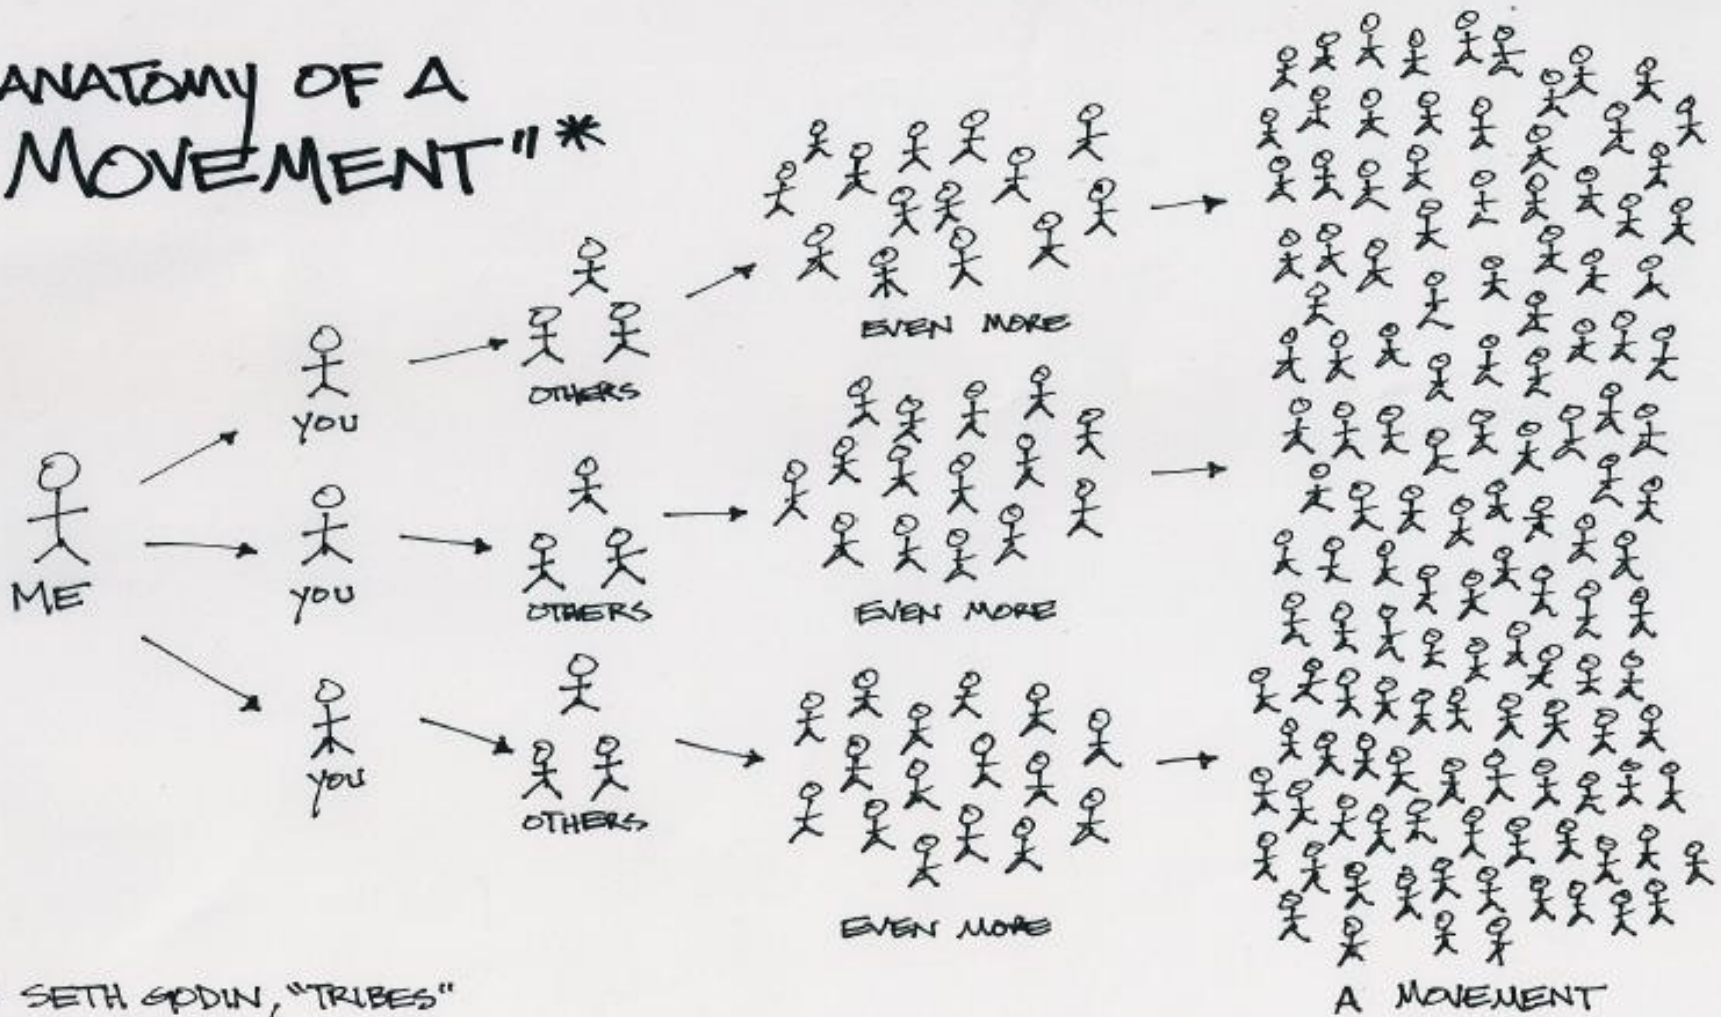 ANATOMY OF A
MOVEMENT"*
YOU
OTHERS
EVEN MORE
ME
YOU
OTHERS
EVEN MORE
YOU
OTHERS
EVEN MORE
SETH GODIN, "TRIBES"
A MOVEMENT